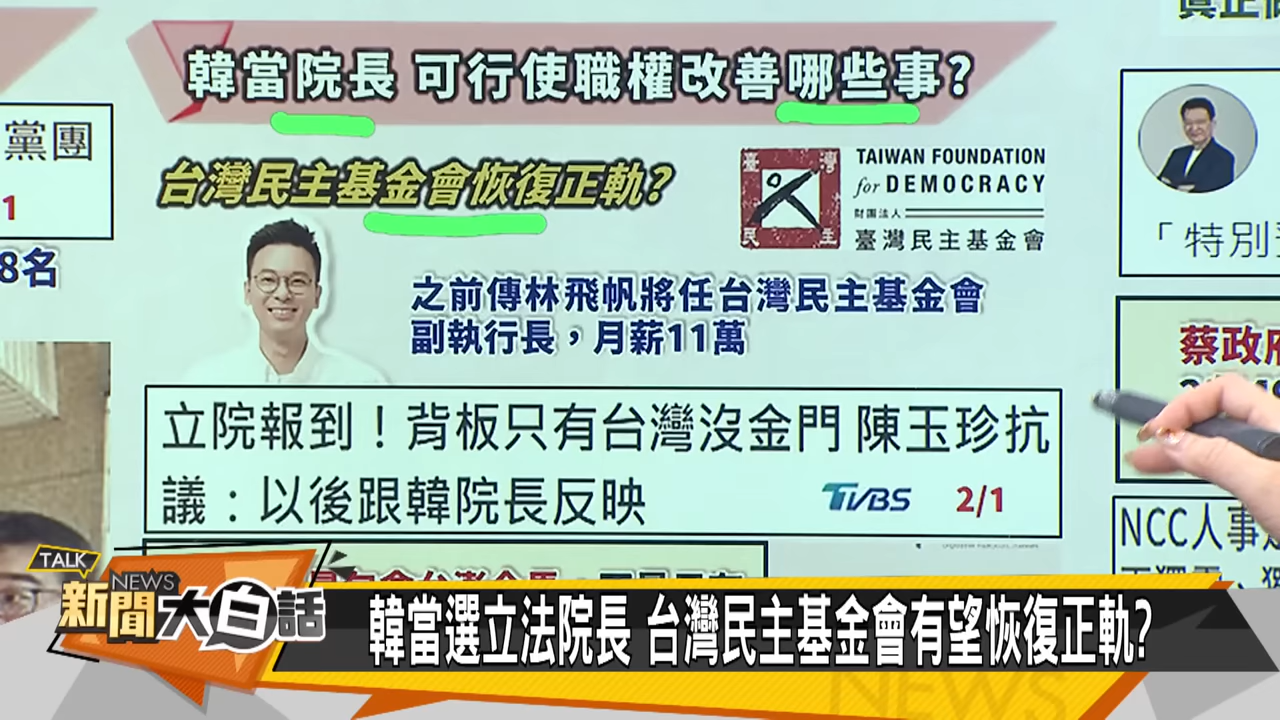 韓當院長 可行使職權改善哪些事?
台灣民主基金會恢復正軌?
臺灣民主
TAIWAN FOUNDATION
for DEMOCRACY
財團法人
臺灣民主基金會
之前傳林飛帆將任台灣民主基金會
副執行長，月薪11萬
立院報到！背板只有台灣沒金門 陳玉珍抗
議：以後跟韓院長反映
TVBS 2/1
黨團
1
8名
「特別
蔡政府
NCC人事
TALK
NEWS
新聞大白話
韓當選立法院長 台灣民主基金會有望恢復正軌?
NEWS